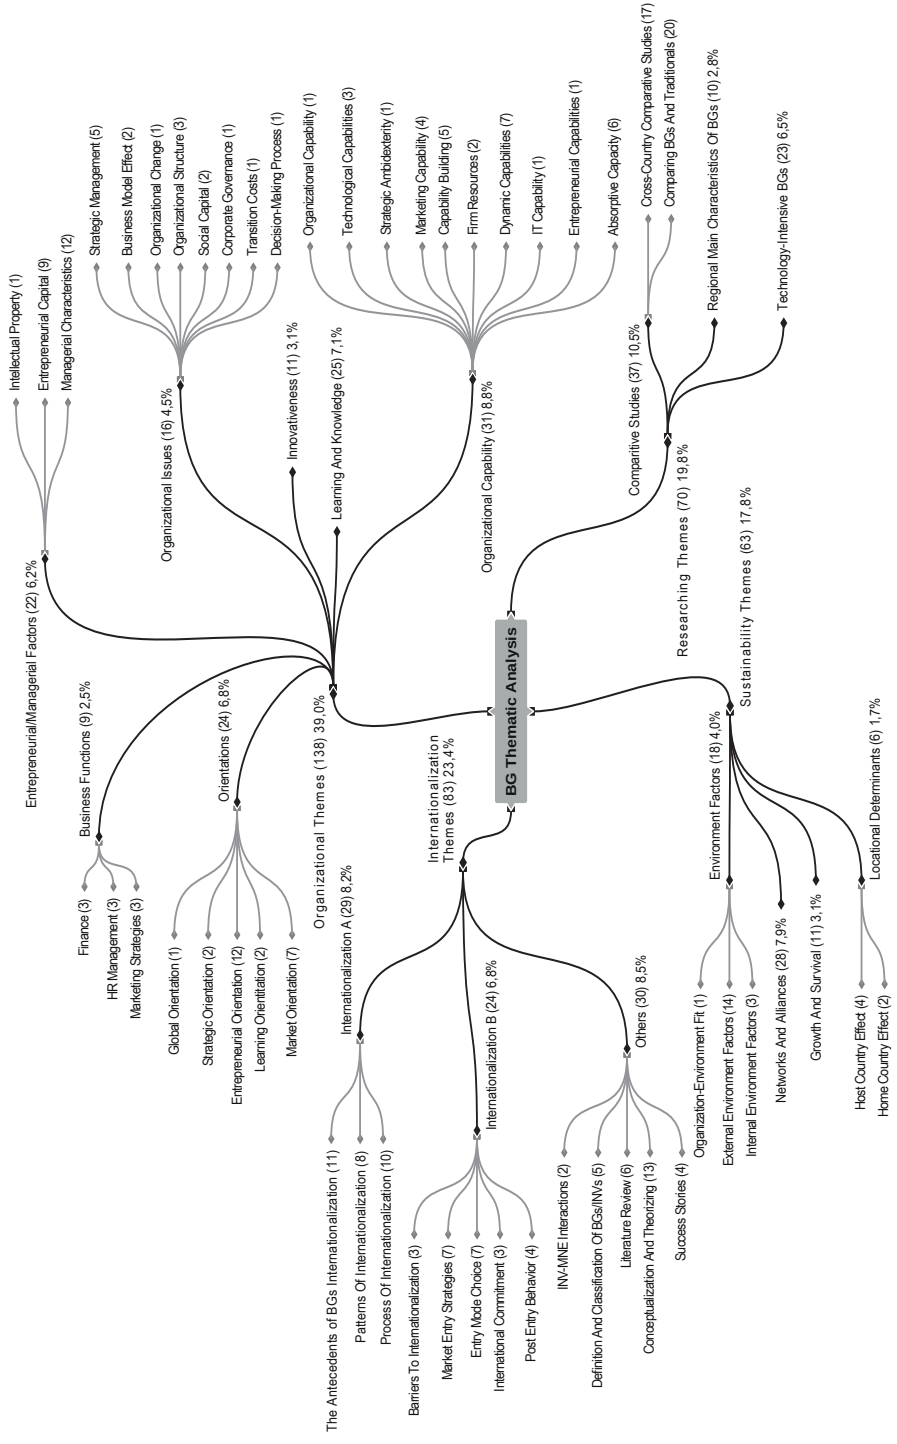 BG Thematic Analysis
Organizational Themes (138) 39,0%
Entrepreneurial/Managerial Factors (22) 6,2%
Intellectual Property (1)
Entrepreneurial Capital (9)
Managerial Characteristics (12)
Organizational Issues (16) 4,5%
Strategic Management (5)
Business Model Effect (2)
Organizational Change (1)
Organizational Structure (3)
Social Capital (2)
Corporate Governance (1)
Transition Costs (1)
Decision-Making Process (1)
Innovativeness (11) 3,1%
Learning And Knowledge (25) 7,1%
Organizational Capability (31) 8,8%
Organizational Capability (1)
Technological Capabilities (3)
Strategic Ambidexterity (1)
Marketing Capability (4)
Capability Building (5)
Firm Resources (2)
Dynamic Capabilities (7)
IT Capability (1)
Entrepreneurial Capabilities (1)
Absorptive Capacity (6)
Business Functions (9) 2,5%
Finance (3)
HR Management (3)
Marketing Strategies (3)
Orientations (24) 6,8%
Global Orientation (1)
Strategic Orientation (2)
Entrepreneurial Orientation (12)
Learning Orientitation (2)
Market Orientation (7)
Researching Themes (70) 19,8%
Comparitive Studies (37) 10,5%
Cross-Country Comparative Studies (17)
Comparing BGs And Traditionals (20)
Regional Main Characteristics Of BGs (10) 2,8%
Technology-Intensive BGs (23) 6,5%
Internationalization
Themes (83) 23,4%
Internationalization A (29) 8,2%
The Antecedents of BGs Internationalization (11)
Patterns Of Internationalization (8)
Process Of Internationalization (10)
Internationalization B (24) 6,8%
Barriers To Internationalization (3)
Market Entry Strategies (7)
Entry Mode Choice (7)
International Commitment (3)
Post Entry Behavior (4)
Others (30) 8,5%
INV-MNE Interactions (2)
Definition And Classification Of BGs/INVs (5)
Literature Review (6)
Conceptualization And Theorizing (13)
Success Stories (4)
Sustainability Themes (63) 17,8%
Environment Factors (18) 4,0%
Organization-Environment Fit (1)
External Environment Factors (14)
Internal Environment Factors (3)
Networks And Alliances (28) 7,9%
Growth And Survival (11) 3,1%
Locational Determinants (6) 1,7%
Host Country Effect (4)
Home Country Effect (2)